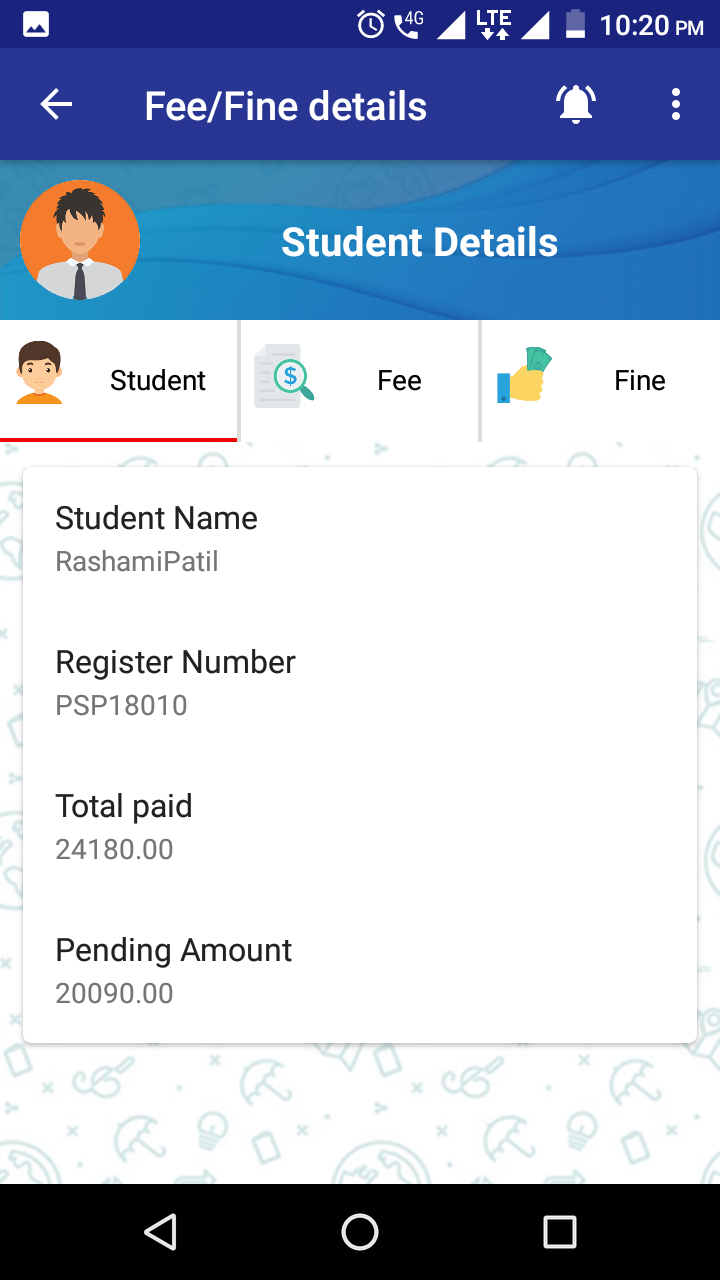 4G LTE 10:20 PM
Fee/Fine details
Student Details
Student Fee Fine
Student Name
RashamiPatil
Register Number
PSP18010
Total paid
24180.00
Pending Amount
20090.00